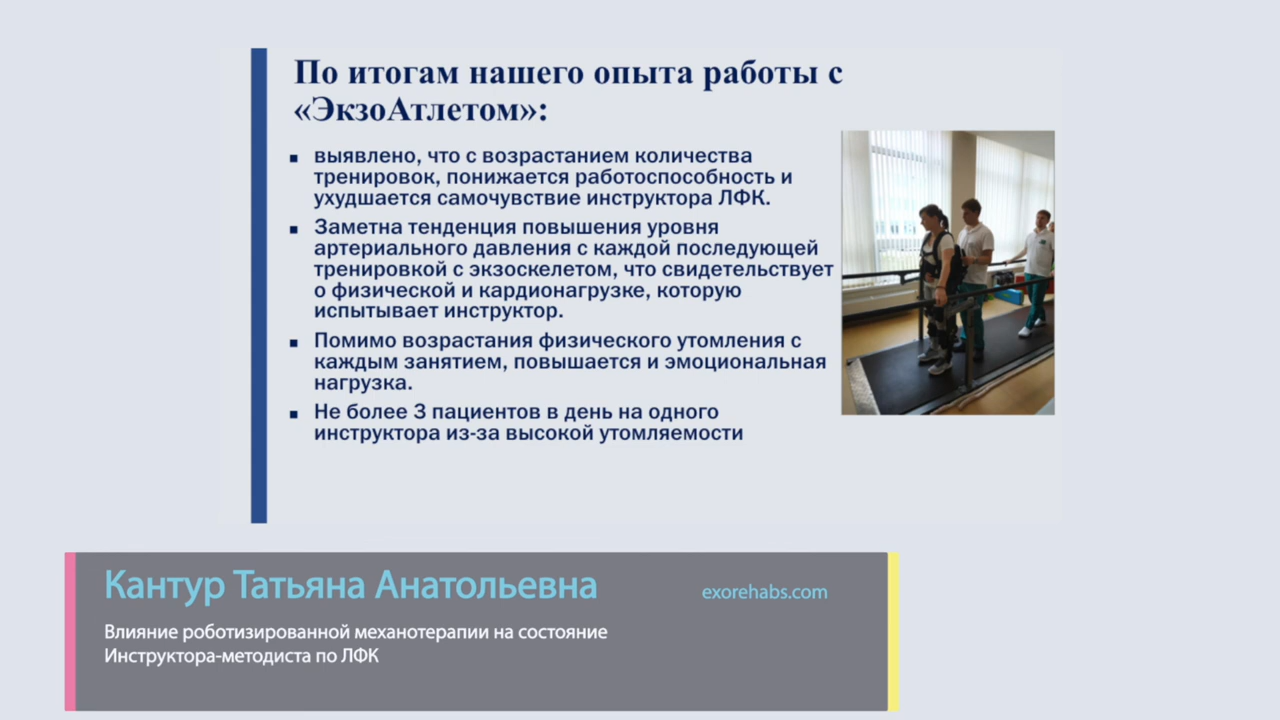 По итогам нашего опыта работы с
«ЭкзоАтлетом»:
▪ выявлено, что с возрастанием количества
тренировок, понижается работоспособность и
ухудшается самочувствие инструктора ЛФК.
▪ Заметна тенденция повышения уровня
артериального давления с каждой последующей
тренировкой с экзоскелетом, что свидетельствует
о физической и кардионагрузке, которую
испытывает инструктор.
▪ Помимо возрастания физического утомления с
каждым занятием, повышается и эмоциональная
нагрузка.
▪ Не более 3 пациентов в день на одного
инструктора из-за высокой утомляемости
Кантур Татьяна Анатольевна
exorehabs.com
Влияние роботизированной механотерапии на состояние
Инструктора-методиста по ЛФК